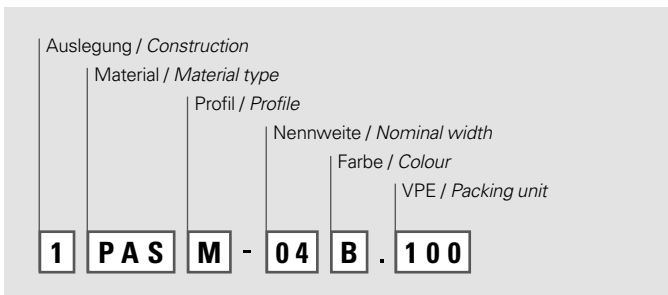 Auslegung / Construction
Material / Material type
Profil / Profile
Nennweite / Nominal width
Farbe / Colour
VPE / Packing unit
1 PAS M - 04 B . 100